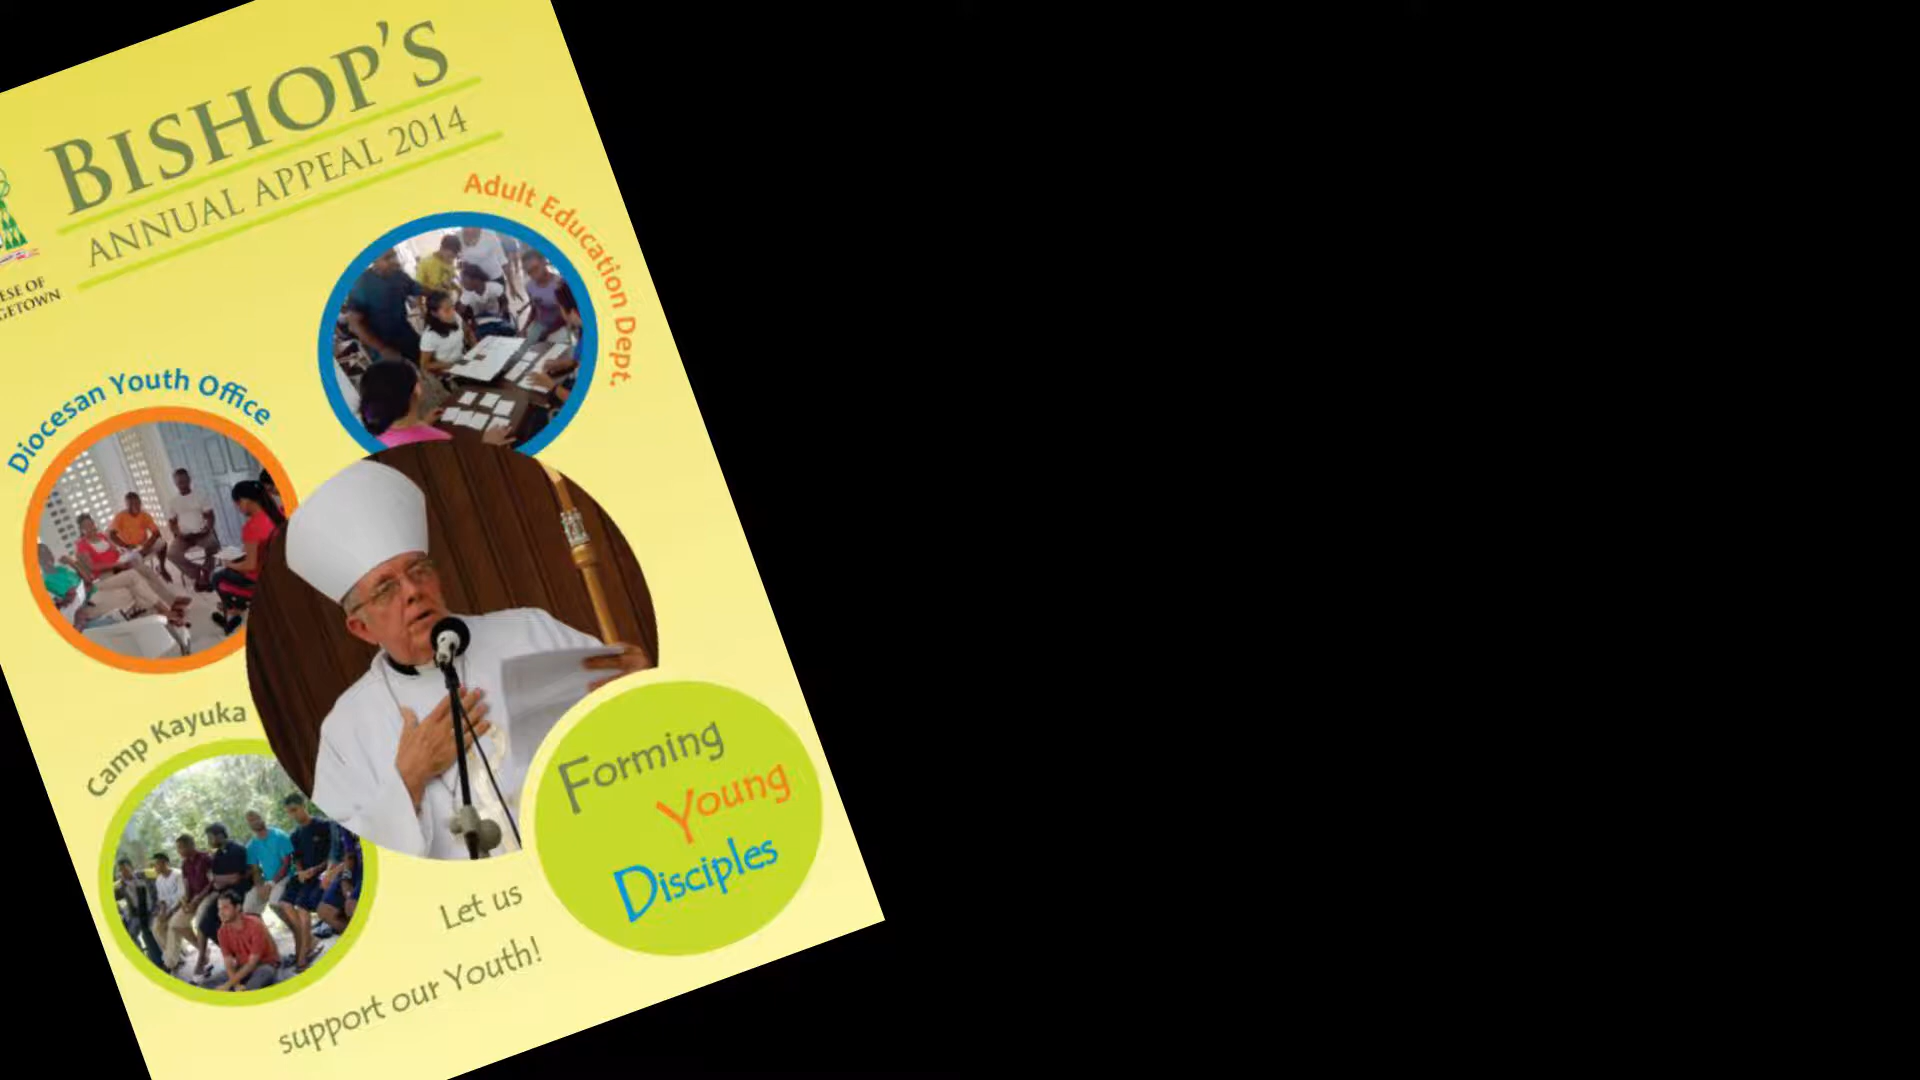 BISHOP'S
ANNUAL APPEAL 2014
Adult Education Dept.
Diocesan Youth Office
Camp Kayuka
Forming
Young
Disciples
Let us
support our Youth!